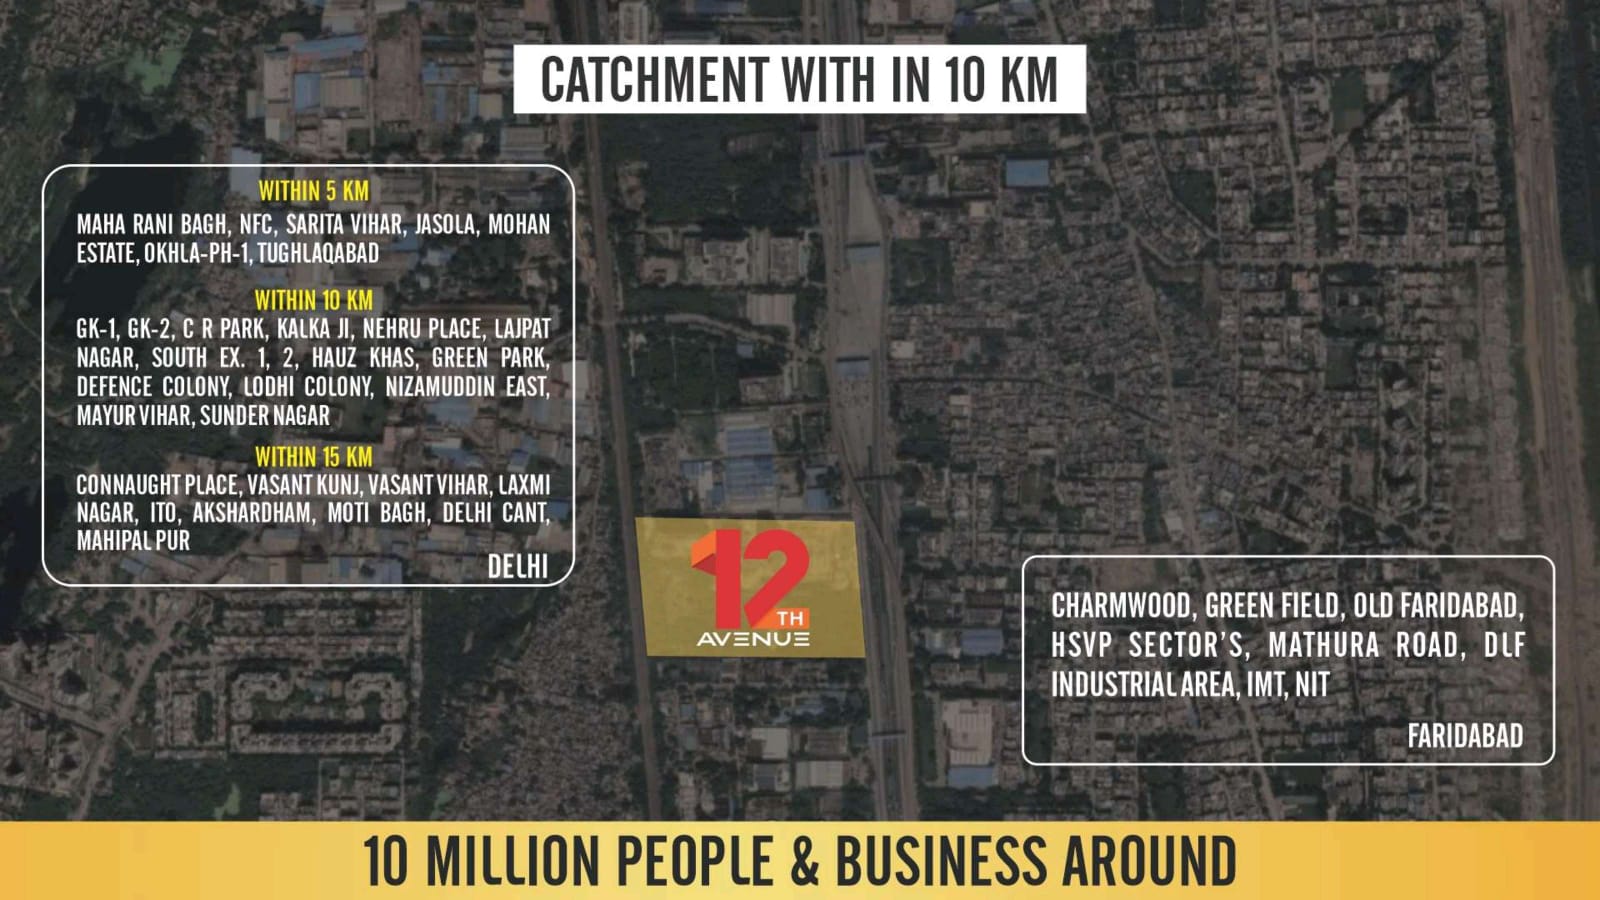 CATCHMENT WITH IN 10 KM
WITHIN 5 KM
MAHA RANI BAGH, NFC, SARITA VIHAR, JASOLA, MOHAN
ESTATE, OKHLA-PH-1, TUGHLAQABAD
WITHIN 10 KM
GK-1, GK-2, C R PARK, KALKA JI, NEHRU PLACE, LAJPAT
NAGAR, SOUTH EX. 1, 2, HAUZ KHAS, GREEN PARK,
DEFENCE COLONY, LODHI COLONY, NIZAMUDDIN EAST,
MAYUR VIHAR, SUNDER NAGAR
WITHIN 15 KM
CONNAUGHT PLACE, VASANT KUNJ, VASANT VIHAR, LAXMI
NAGAR, ITO, AKSHARDHAM, MOTI BAGH, DELHI CANT,
MAHIPAL PUR
DELHI
12TH
AVENUE
CHARMWOOD, GREEN FIELD, OLD FARIDABAD,
HSVP SECTOR'S, MATHURA ROAD, DLF
INDUSTRIAL AREA, IMT, NIT
FARIDABAD
10 MILLION PEOPLE & BUSINESS AROUND